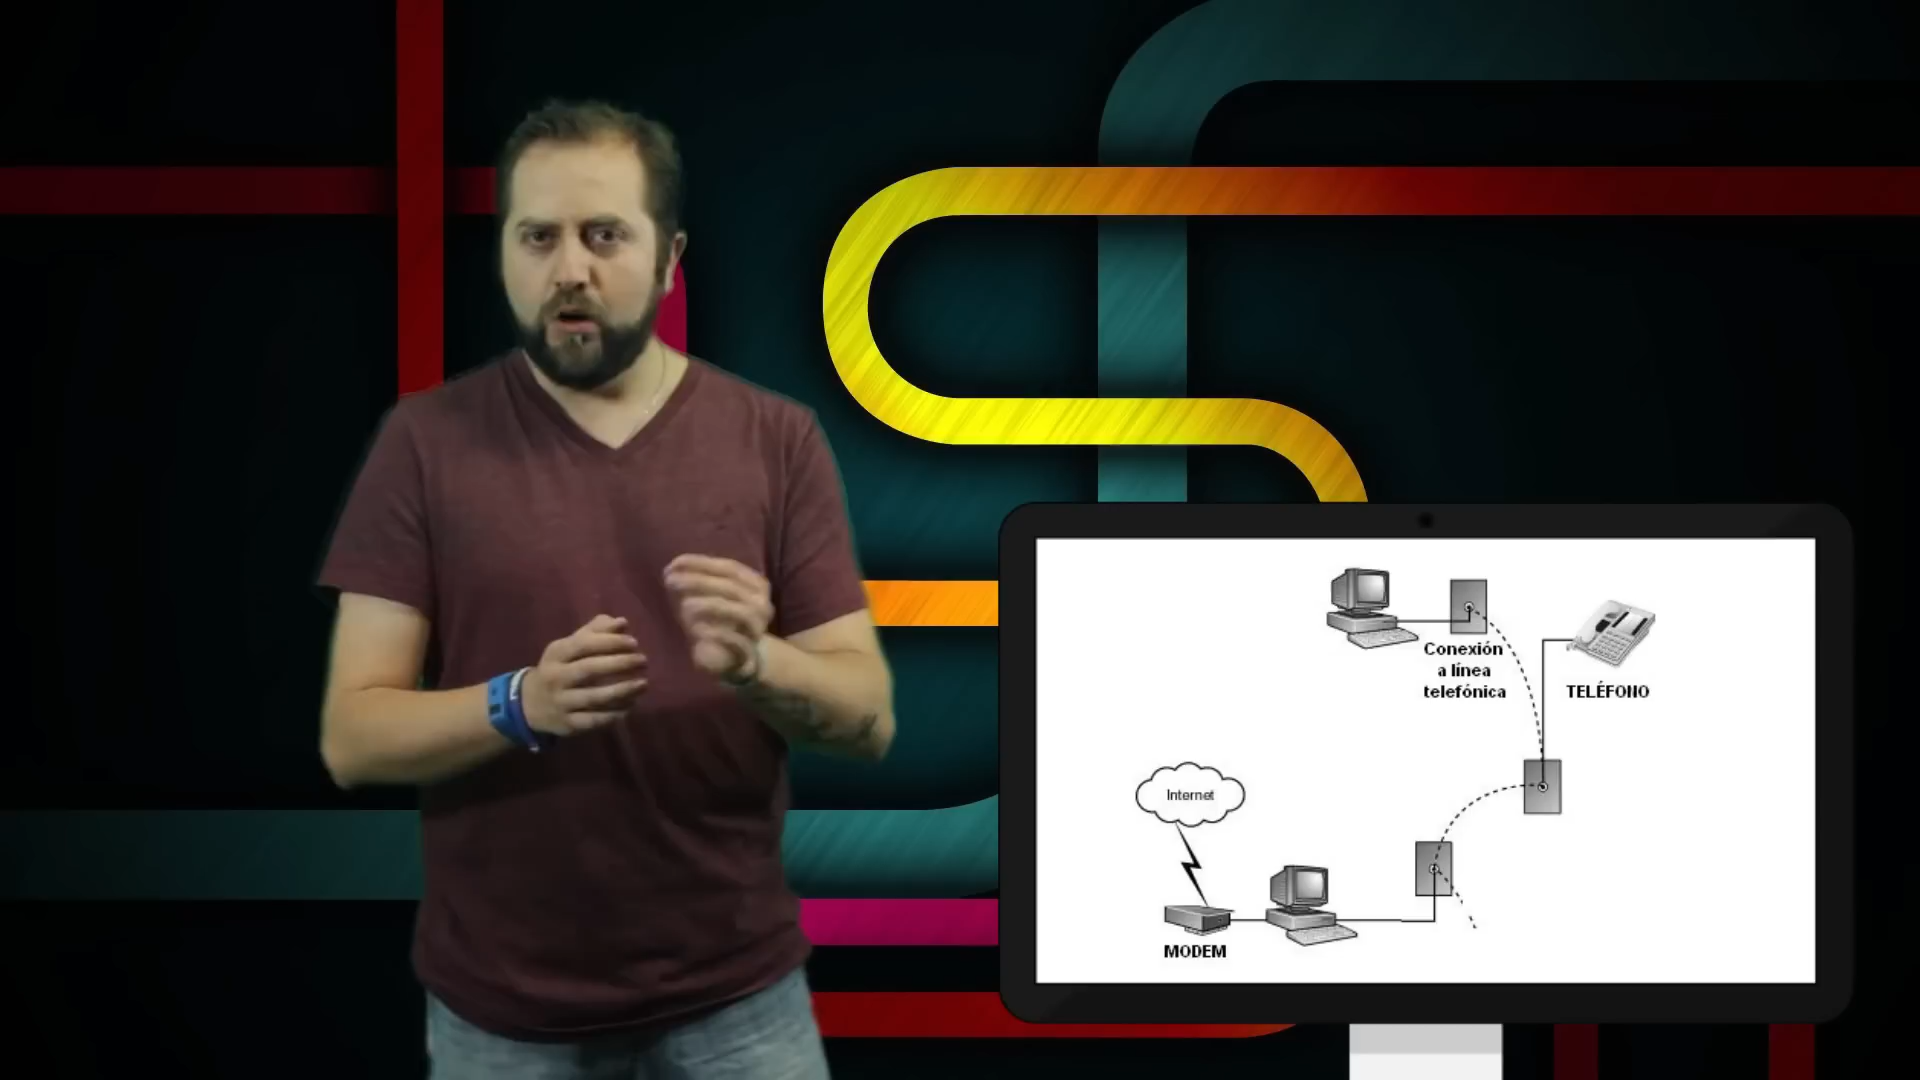 Conexión
a línea
telefónica
TELÉFONO
Internet
MODEM